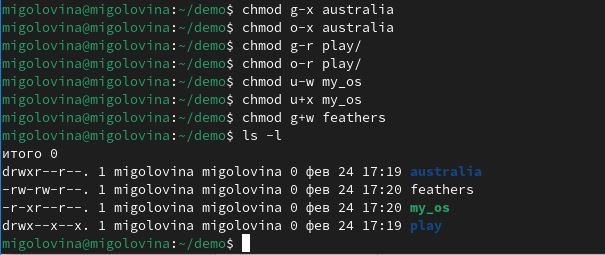 migolovina@migolovina:~/demo$ chmod g-x australia
migolovina@migolovina:~/demo$ chmod o-x australia
migolovina@migolovina:~/demo$ chmod g-r play/
migolovina@migolovina:~/demo$ chmod o-r play/
migolovina@migolovina:~/demo$ chmod u-w my_os
migolovina@migolovina:~/demo$ chmod u+x my_os
migolovina@migolovina:~/demo$ chmod g+w feathers
migolovina@migolovina:~/demo$ ls -l
итого 0
drwxr--r--. 1 migolovina migolovina 0 фев 24 17:19 australia
-rw-rw-r--. 1 migolovina migolovina 0 фев 24 17:20 feathers
-r-xr--r--. 1 migolovina migolovina 0 фев 24 17:20 my_os
drwx--x--x. 1 migolovina migolovina 0 фев 24 17:19 play
migolovina@migolovina:~/demo$